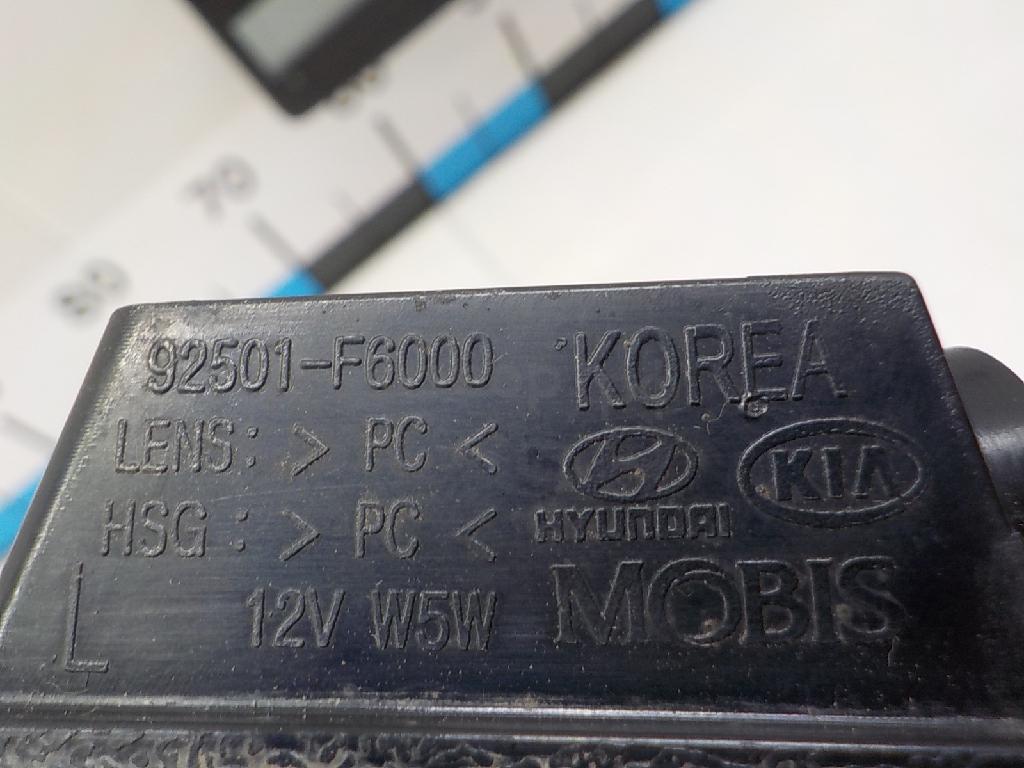 70
80
92501-F6000
KOREA
LENS: > PC <
HYUNDAI
KIA
HSG: > PC <
L
12V W5W
MOBIS